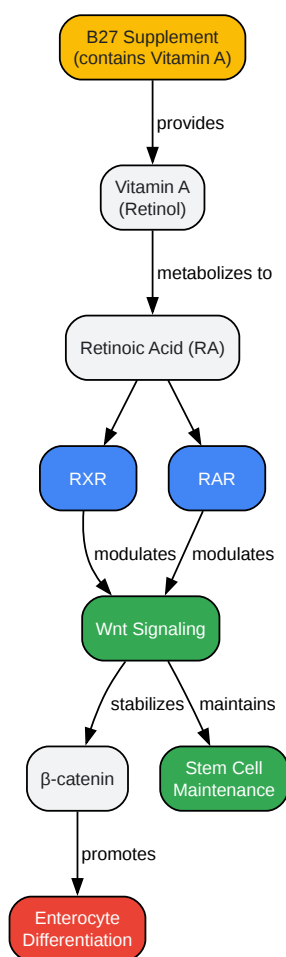 B27 Supplement
(contains Vitamin A)
provides
Vitamin A
(Retinol)
metabolizes to
Retinoic Acid (RA)
RXR
RAR
modulates
modulates
Wnt Signaling
stabilizes
maintains
β-catenin
Stem Cell
Maintenance
promotes
Enterocyte
Differentiation